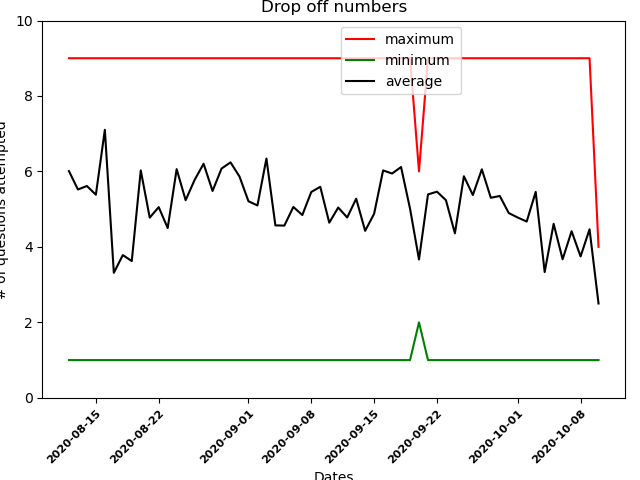 Drop off numbers
maximum
minimum
average
# of questions attempted
10
8
6
4
2
0
2020-08-15
2020-08-22
2020-09-01
2020-09-08
2020-09-15
2020-09-22
2020-10-01
2020-10-08
Dates